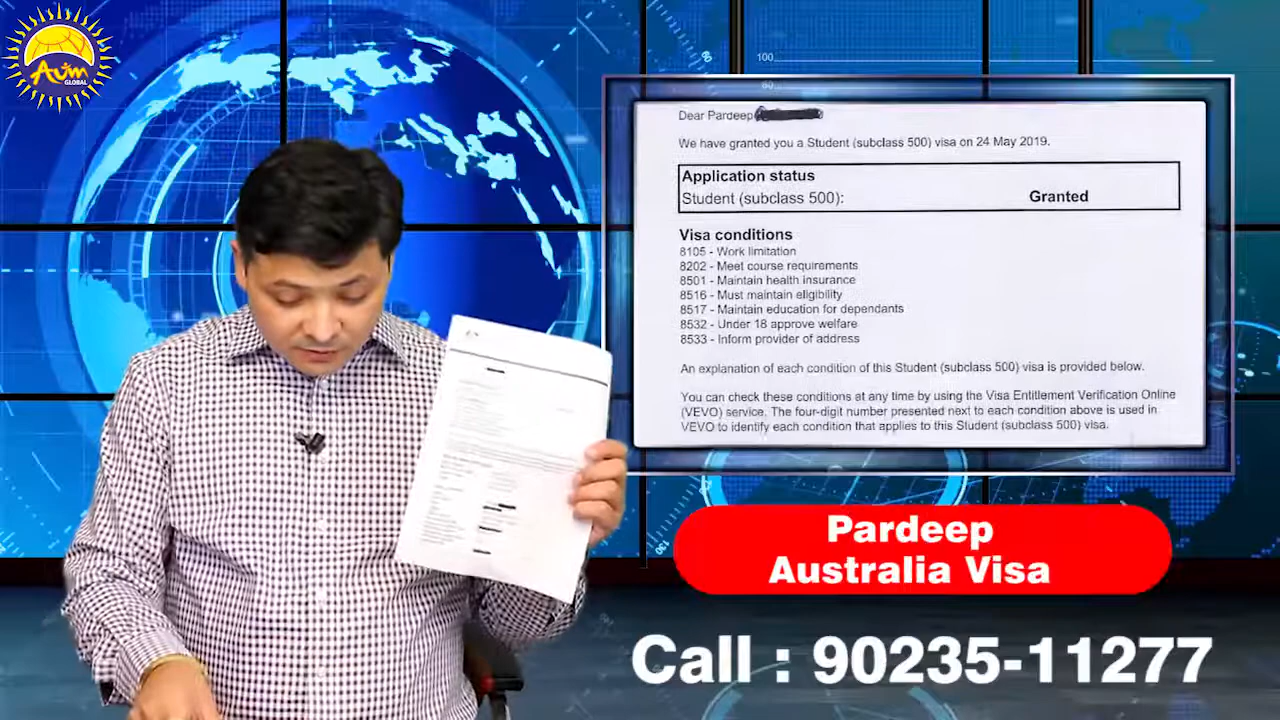 Aum
GLOBAL
100
80
Dear Pardeep
We have granted you a Student (subclass 500) visa on 24 May 2019.
Application status
Student (subclass 500): Granted
Visa conditions
8105 - Work limitation
8202 - Meet course requirements
8501 - Maintain health insurance
8516 - Must maintain eligibility
8517 - Maintain education for dependants
8532 - Under 18 approve welfare
8533 - Inform provider of address
An explanation of each condition of this Student (subclass 500) visa is provided below.
You can check these conditions at any time by using the Visa Entitlement Verification Online
(VEVO) service. The four-digit number presented next to each condition above is used in
VEVO to identify each condition that applies to this Student (subclass 500) visa.
Pardeep
Australia Visa
Call : 90235-11277